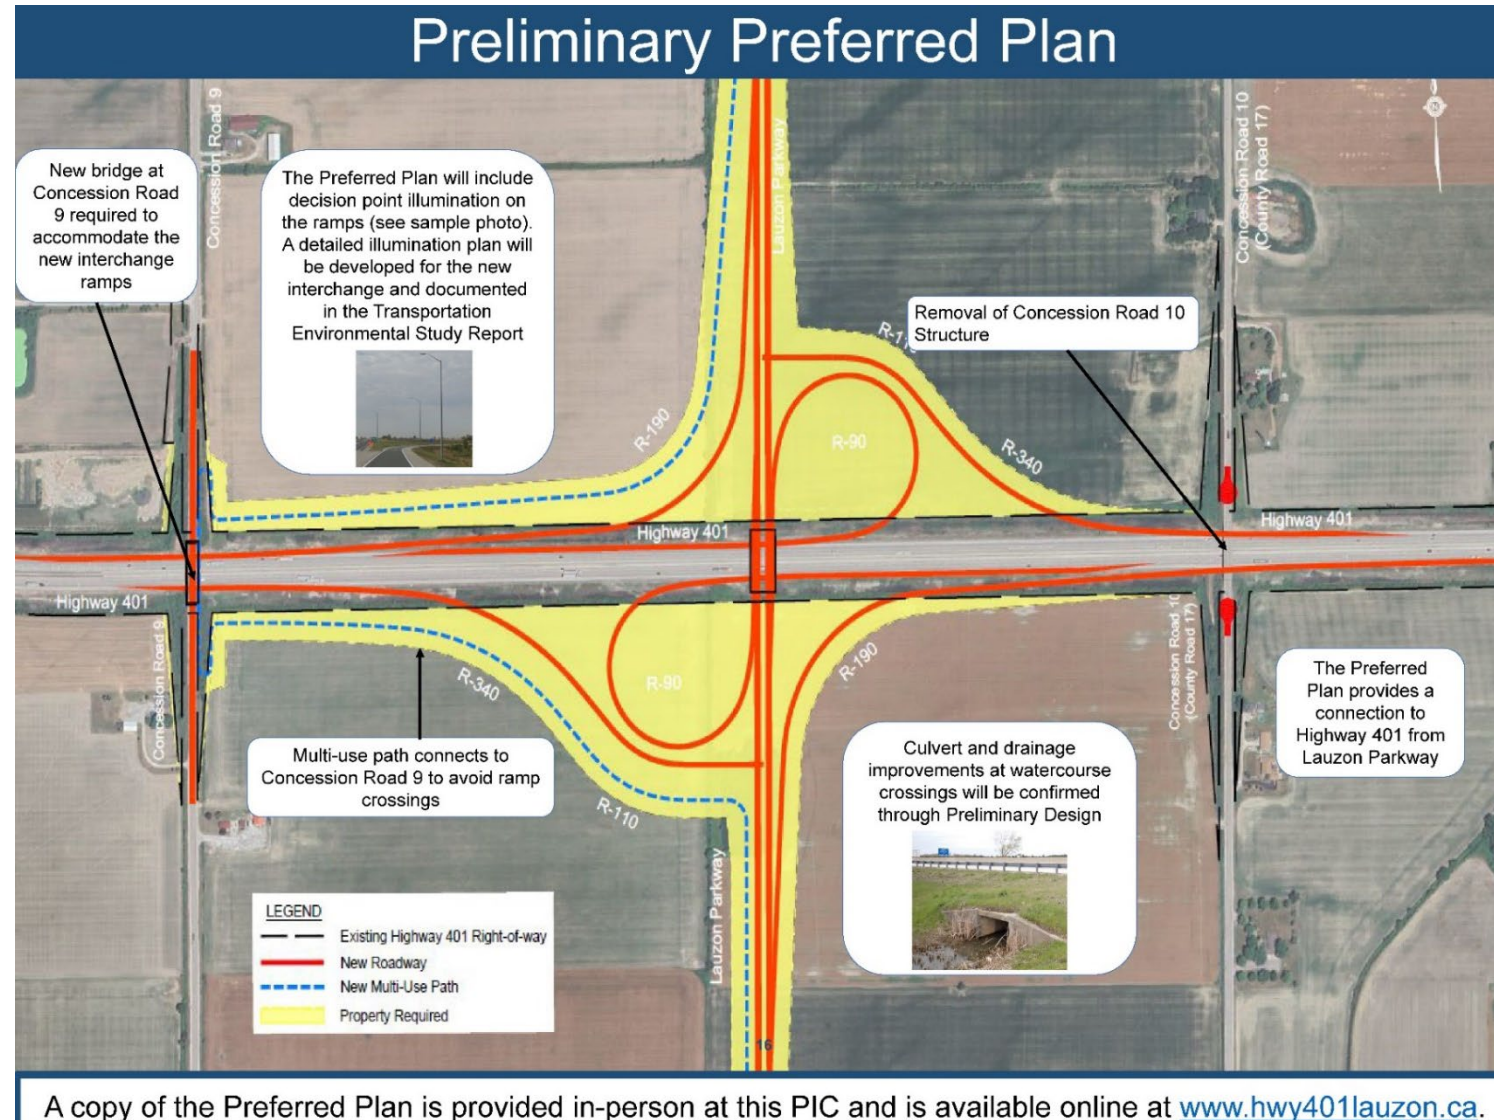 Preliminary Preferred Plan
Concession Road 9
New bridge at
Concession Road
9 required to
accommodate the
new interchange
ramps
The Preferred Plan will include
decision point illumination on
the ramps (see sample photo).
A detailed illumination plan will
be developed for the new
interchange and documented
in the Transportation
Environmental Study Report
Lauzon Parkway
Concession Road 10
(County Road 17)
Removal of Concession Road 10
Structure
R-110
R-190
R-90
R-340
Highway 401
Highway 401
Highway 401
Concession Road 9
R-340
R-90
R-190
Concession Road 10
(County Road 17)
Multi-use path connects to
Concession Road 9 to avoid ramp
crossings
R-110
Culvert and drainage
improvements at watercourse
crossings will be confirmed
through Preliminary Design
The Preferred
Plan provides a
connection to
Highway 401 from
Lauzon Parkway
Lauzon Parkway
LEGEND
Existing Highway 401 Right-of-way
New Roadway
New Multi-Use Path
Property Required
16
A copy of the Preferred Plan is provided in-person at this PIC and is available online at www.hwy401lauzon.ca.